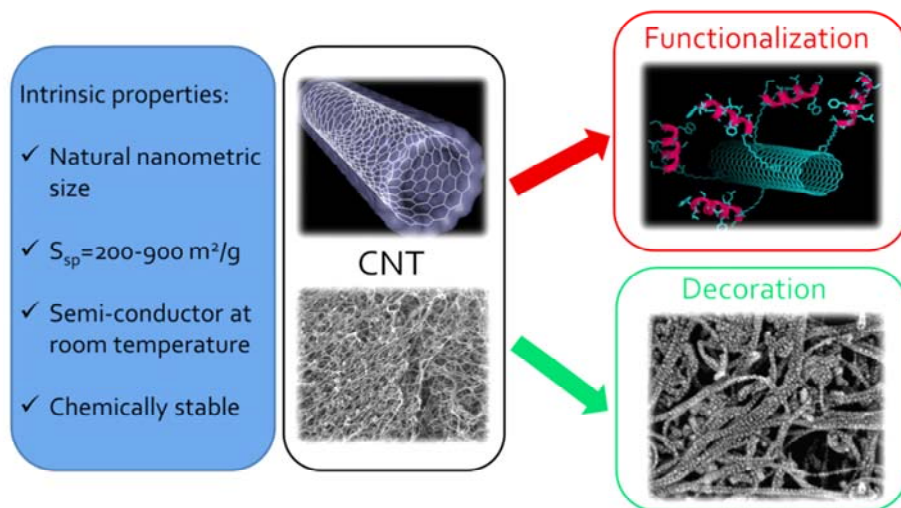 Intrinsic properties:
✓ Natural nanometric
size
✓ Ssp=200-900 m²/g
✓ Semi-conductor at
room temperature
✓ Chemically stable
CNT
Functionalization
Decoration